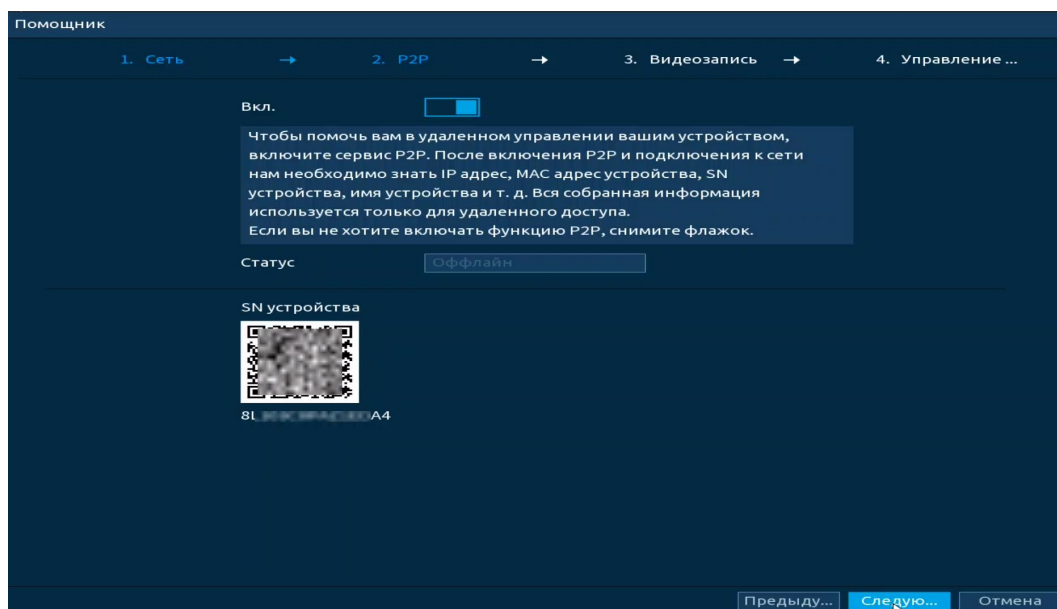 Помощник
1. Сеть → 2. P2P → 3. Видеозапись → 4. Управление ...
Вкл.
Чтобы помочь вам в удаленном управлении вашим устройством,
включите сервис P2P. После включения P2P и подключения к сети
нам необходимо знать IP адрес, MAC адрес устройства, SN
устройства, имя устройства и т. д. Вся собранная информация
используется только для удаленного доступа.
Если вы не хотите включать функцию P2P, снимите флажок.
Статус Оффлайн
SN устройства
Предыду... Следую... Отмена